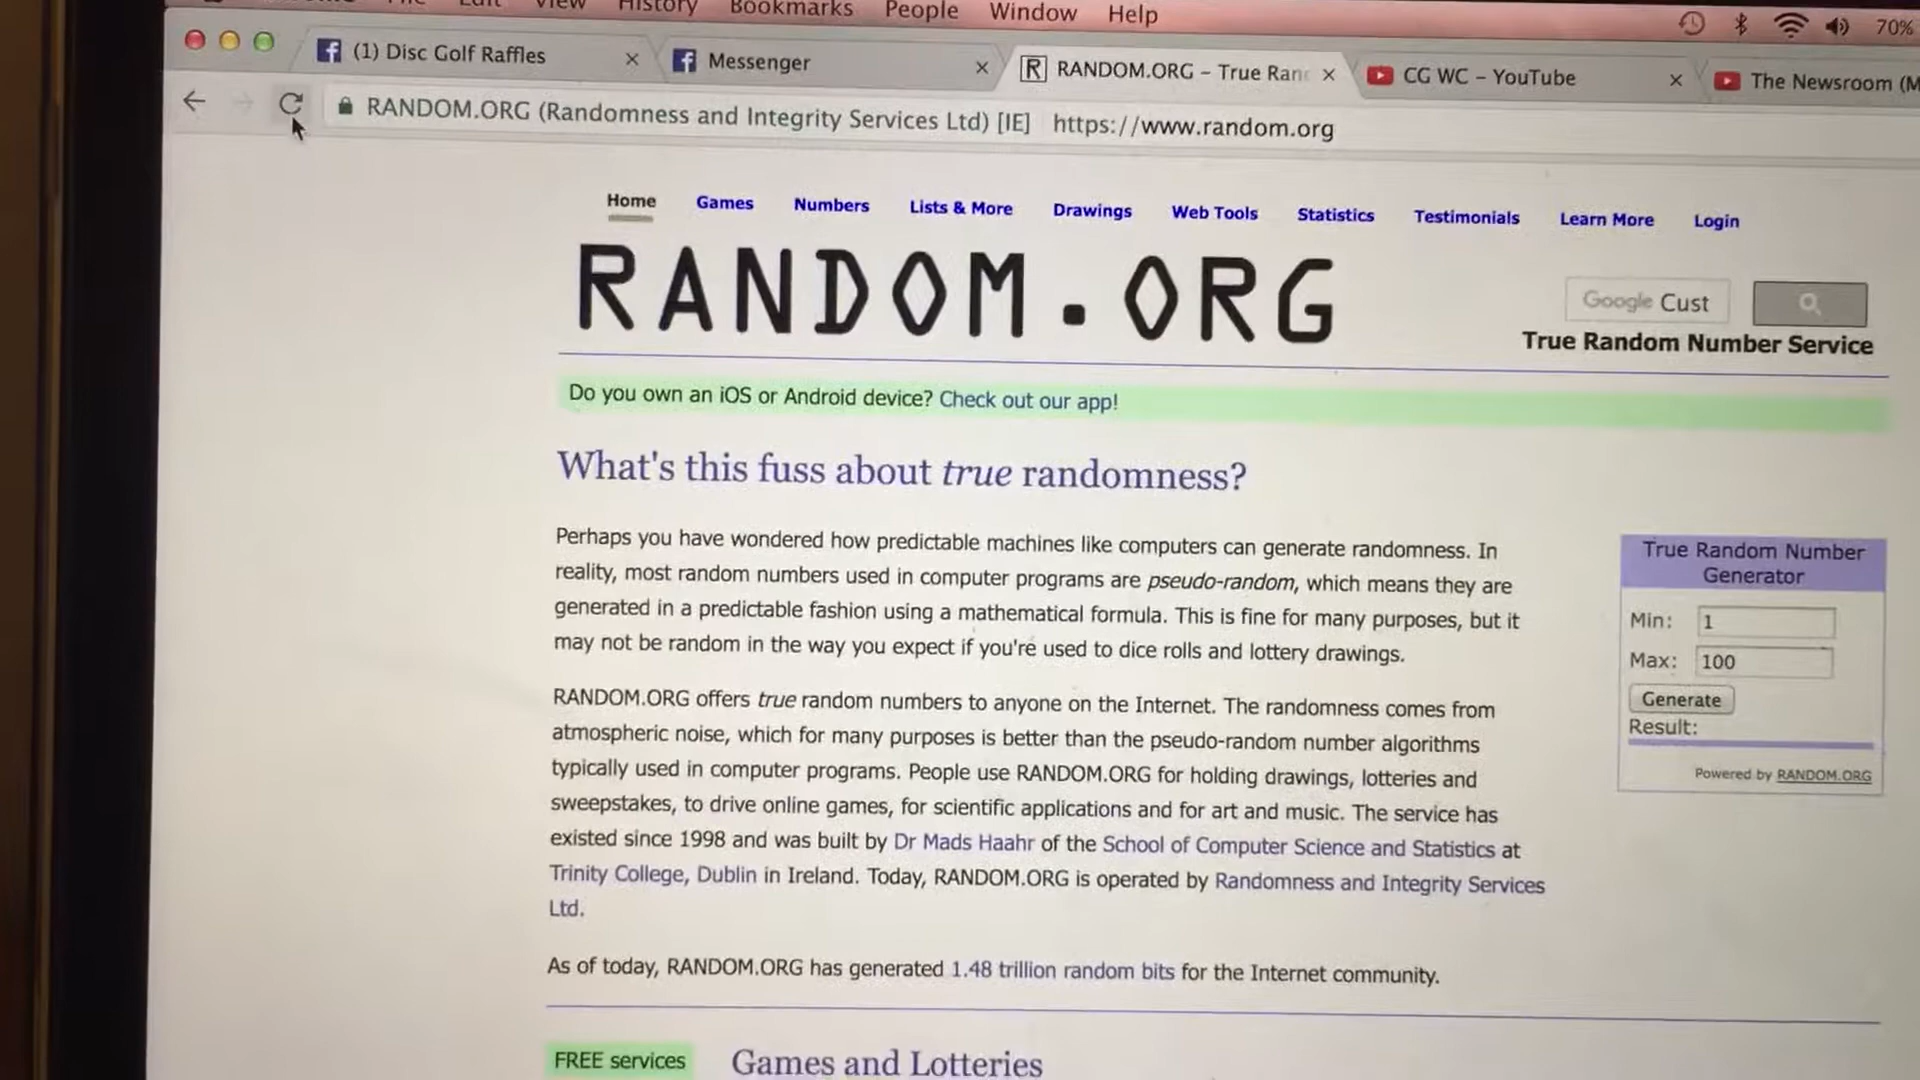 File Edit View History Bookmarks People Window Help 70%
(1) Disc Golf Raffles
Messenger
RANDOM.ORG – True Ran
CG WC – YouTube
The Newsroom (M
RANDOM.ORG (Randomness and Integrity Services Ltd) [IE] https://www.random.org
Home Games Numbers Lists & More Drawings Web Tools Statistics Testimonials Learn More Login
RANDOM.ORG
Google Cust
True Random Number Service
Do you own an iOS or Android device? Check out our app!
What's this fuss about true randomness?
Perhaps you have wondered how predictable machines like computers can generate randomness. In
reality, most random numbers used in computer programs are pseudo-random, which means they are
generated in a predictable fashion using a mathematical formula. This is fine for many purposes, but it
may not be random in the way you expect if you're used to dice rolls and lottery drawings.
RANDOM.ORG offers true random numbers to anyone on the Internet. The randomness comes from
atmospheric noise, which for many purposes is better than the pseudo-random number algorithms
typically used in computer programs. People use RANDOM.ORG for holding drawings, lotteries and
sweepstakes, to drive online games, for scientific applications and for art and music. The service has
existed since 1998 and was built by Dr Mads Haahr of the School of Computer Science and Statistics at
Trinity College, Dublin in Ireland. Today, RANDOM.ORG is operated by Randomness and Integrity Services
Ltd.
As of today, RANDOM.ORG has generated 1.48 trillion random bits for the Internet community.
True Random Number
Generator
Min: 1
Max: 100
Generate
Result:
Powered by RANDOM.ORG
FREE services
Games and Lotteries